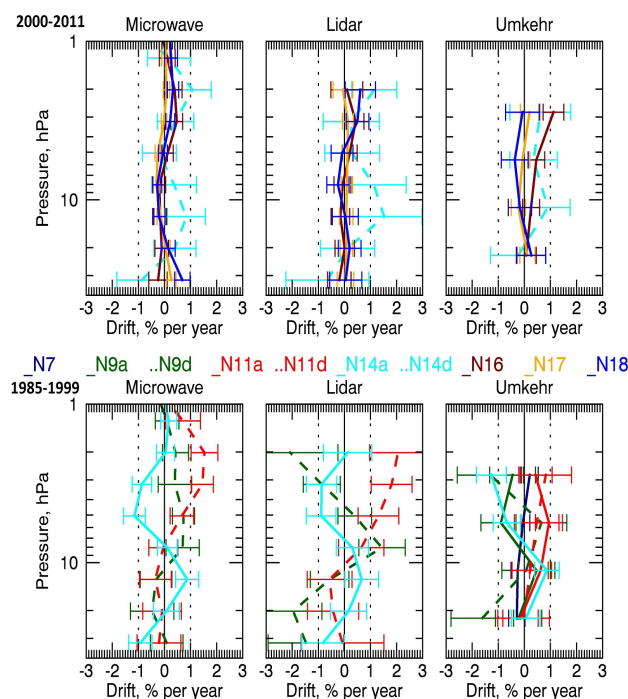 2000-2011
Microwave Lidar Umkehr
1
10
Pressure, hPa
-3 -2 -1 0 1 2 3 -3 -2 -1 0 1 2 3 -3 -2 -1 0 1 2 3
Drift, % per year Drift, % per year Drift, % per year
_N7 _N9a ..N9d _N11a ..N11d _N14a ..N14d _N16 _N17 _N18
1985-1999
Microwave Lidar Umkehr
1
10
Pressure, hPa
-3 -2 -1 0 1 2 3 -3 -2 -1 0 1 2 3 -3 -2 -1 0 1 2 3
Drift, % per year Drift, % per year Drift, % per year